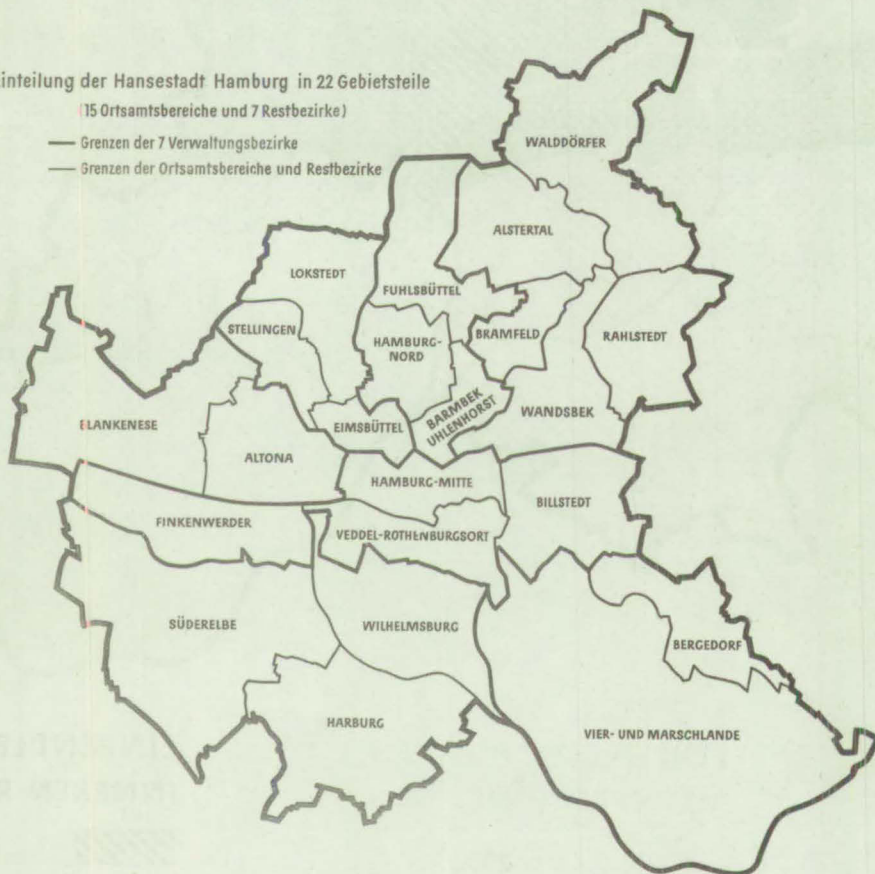 inteilung der Hansestadt Hamburg in 22 Gebietsteile
(15 Ortsamtsbereiche und 7 Restbezirke)
Grenzen der 7 Verwaltungsbezirke
Grenzen der Ortsamtsbereiche und Restbezirke
WALDDÖRFER
ALSTERTAL
LOKSTEDT
FUHLSBÜTTEL
STELLINGEN
HAMBURG-
NORD
BRAMFELD
RAHLSTEDT
BARMBEK
UHLENHORST
WANDSBEK
BLANKENESE
EIMSBÜTTEL
ALTONA
HAMBURG-MITTE
BILLSTEDT
FINKENWERDER
VEDDEL-ROTHENBURGSORT
SÜDERELBE
WILHELMSBURG
BERGEDORF
HARBURG
VIER- UND MARSCHLANDE